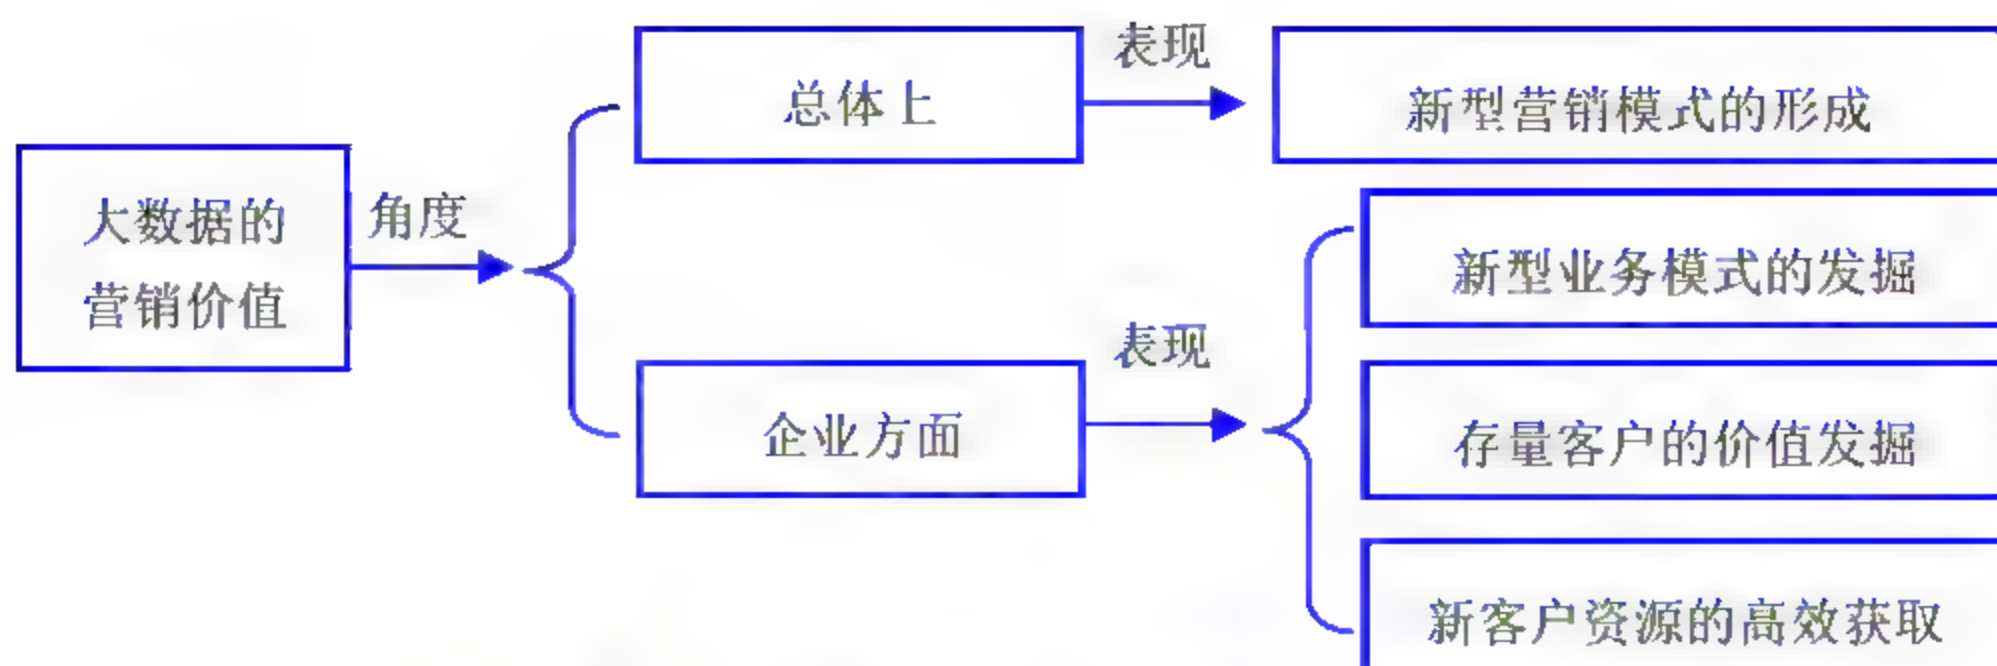 大数据的
营销价值
角度
总体上
表现
新型营销模式的形成
企业方面
表现
新型业务模式的发掘
存量客户的价值发掘
新客户资源的高效获取